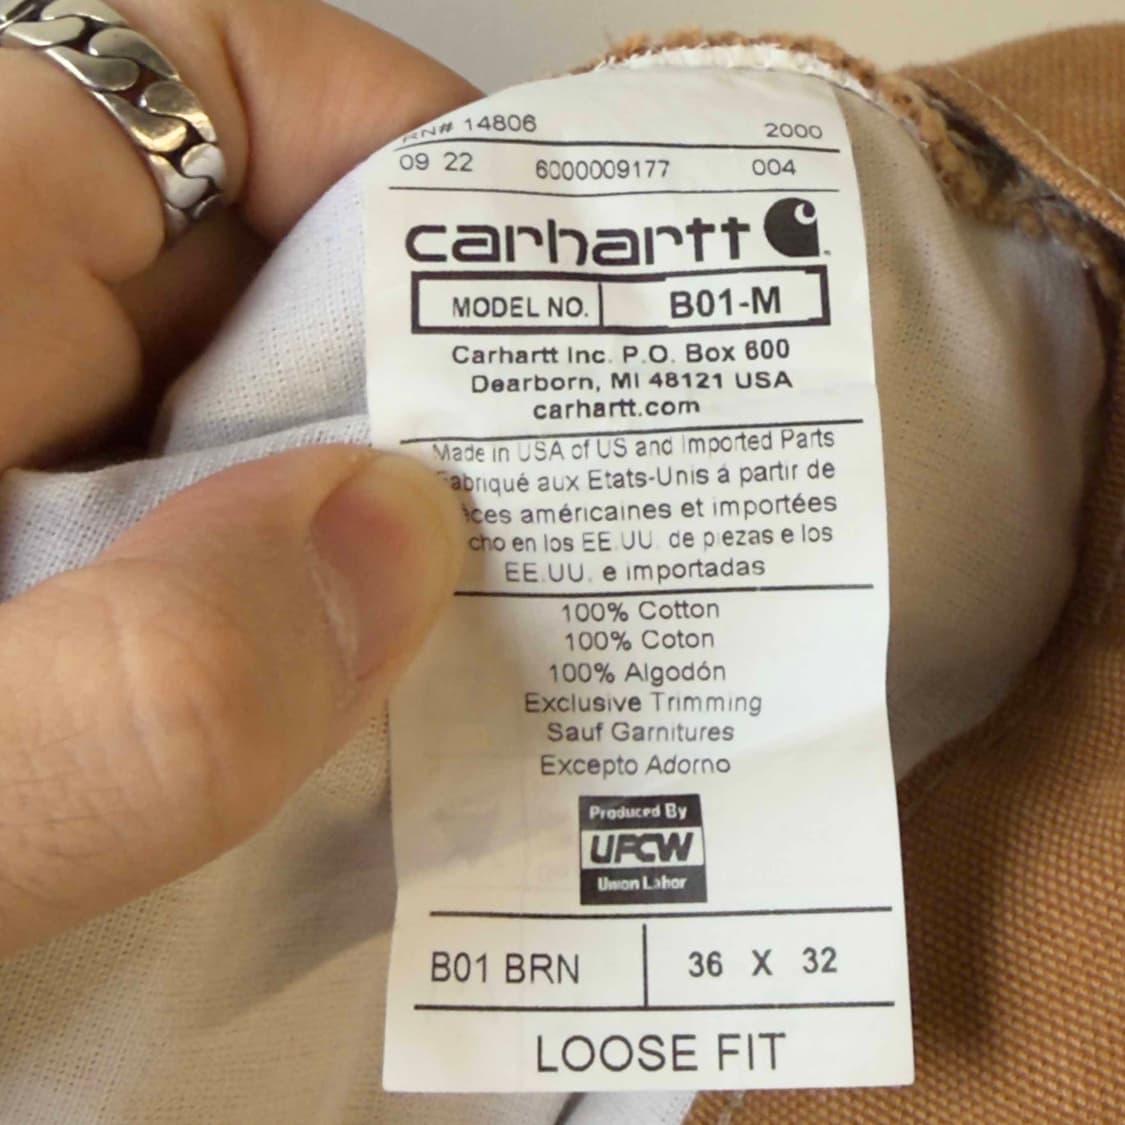 RN# 14806 2000
09 22 6000009177 004
carhartt
MODEL NO. B01-M
Carhartt Inc. P.O. Box 600
Dearborn, MI 48121 USA
carhartt.com
Made in USA of US and Imported Parts
abriqué aux Etats-Unis á partir de
èces américaines et importées
cho en los EE.UU. de piezas e los
EE.UU. e importadas
100% Cotton
100% Coton
100% Algodón
Exclusive Trimming
Sauf Garnitures
Excepto Adorno
Produced By
UFCW
Union Labor
B01 BRN 36 X 32
LOOSE FIT